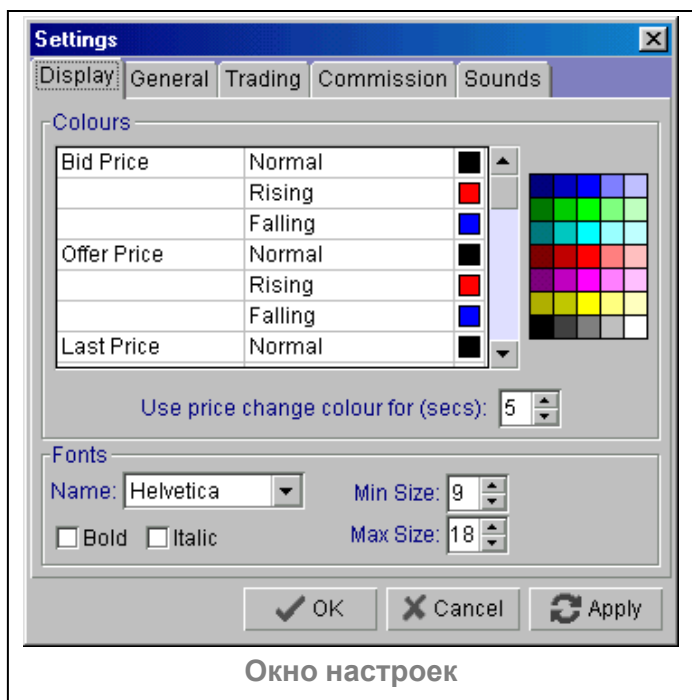 Settings
Display General Trading Commission Sounds
Colours
Bid Price Normal
Rising
Falling
Offer Price Normal
Rising
Falling
Last Price Normal
Use price change colour for (secs): 5
Fonts
Name: Helvetica Min Size: 9
Bold Italic Max Size: 18
OK Cancel Apply
Окно настроек